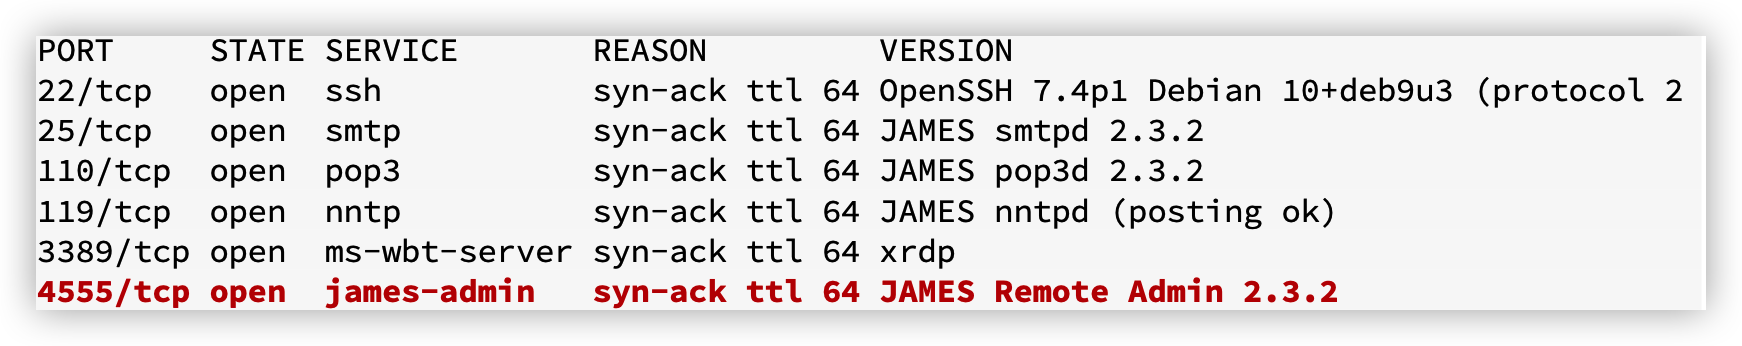 PORT     STATE SERVICE       REASON         VERSION
22/tcp   open  ssh           syn-ack ttl 64 OpenSSH 7.4p1 Debian 10+deb9u3 (protocol 2
25/tcp   open  smtp          syn-ack ttl 64 JAMES smtpd 2.3.2
110/tcp  open  pop3          syn-ack ttl 64 JAMES pop3d 2.3.2
119/tcp  open  nntp          syn-ack ttl 64 JAMES nntpd (posting ok)
3389/tcp open  ms-wbt-server syn-ack ttl 64 xrdp
4555/tcp open  james-admin   syn-ack ttl 64 JAMES Remote Admin 2.3.2